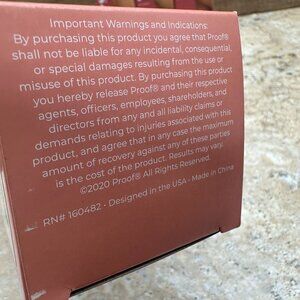 Important Warnings and Indications:
By purchasing this product you agree that Proof®
shall not be liable for any incidental, consequential,
or special damages resulting from the use or
misuse of this product. By purchasing this product
you hereby release Proof® and their respective
agents, officers, employees, shareholders, and
directors from any and all liability claims or
demands relating to injuries associated with this
product, and agree that in any case the maximum
amount of recovery against any of these parties
is the cost of the product. Results may vary.
©2020 Proof® All Rights Reserved.
RN# 160482 • Designed in the USA • Made in China